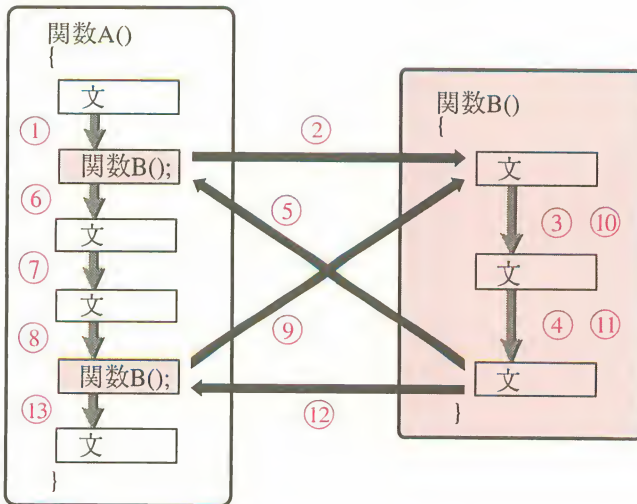 関数A()
{
文
①
関数B();
⑥
文
⑦
文
⑧
関数B();
⑬
文
}
②
⑤
⑨
⑫
関数B()
{
文
③ ⑩
文
④ ⑪
文
}